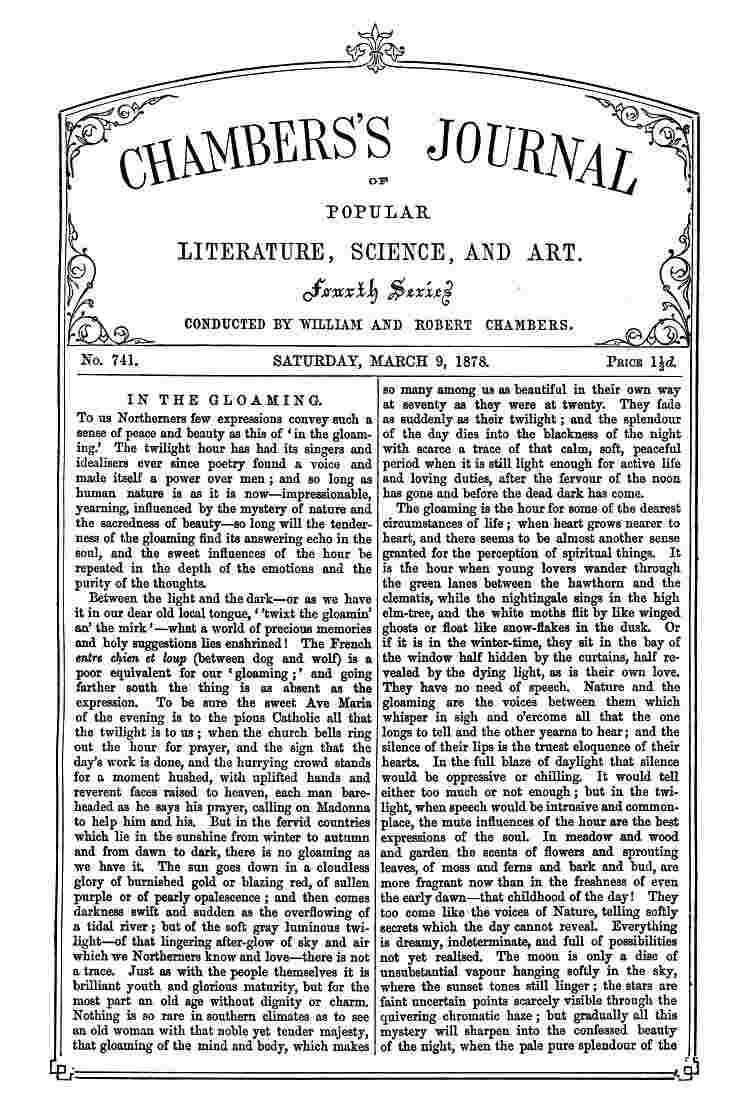 CHAMBERS'S JOURNAL
OF
POPULAR
LITERATURE, SCIENCE, AND ART.
Fourth Series
CONDUCTED BY WILLIAM AND ROBERT CHAMBERS.
No. 741. SATURDAY, MARCH 9, 1878. PRICE 1½d.
IN THE GLOAMING.
To us Northerners few expressions convey such a
sense of peace and beauty as this of ‘in the gloam-
ing.’ The twilight hour has had its singers and
idealisers ever since poetry found a voice and
made itself a power over men; and so long as
human nature is as it is now—impressionable,
yearning, influenced by the mystery of nature and
the sacredness of beauty—so long will the tender-
ness of the gloaming find its answering echo in the
soul, and the sweet influences of the hour be
repeated in the depth of the emotions and the
purity of the thoughts.
Between the light and the dark—or as we have
it in our dear old local tongue, ‘'twixt the gloamin'
an' the mirk’—what a world of precious memories
and holy suggestions lies enshrined! The French
entre chien et loup (between dog and wolf) is a
poor equivalent for our ‘gloaming;’ and going
farther south the thing is as absent as the
expression. To be sure the sweet Ave Maria
of the evening is to the pious Catholic all that
the twilight is to us; when the church bells ring
out the hour for prayer, and the sign that the
day's work is done, and the hurrying crowd stands
for a moment hushed, with uplifted hands and
reverent faces raised to heaven, each man bare-
headed as he says his prayer, calling on Madonna
to help him and his. But in the fervid countries
which lie in the sunshine from winter to autumn
and from dawn to dark, there is no gloaming as
we have it. The sun goes down in a cloudless
glory of burnished gold or blazing red, of sullen
purple or of pearly opalescence; and then comes
darkness swift and sudden as the overflowing of
a tidal river; but of the soft gray luminous twi-
light—of that lingering after-glow of sky and air
which we Northerners know and love—there is not
a trace. Just as with the people themselves it is
brilliant youth and glorious maturity, but for the
most part an old age without dignity or charm.
Nothing is so rare in southern climates as to see
an old woman with that noble yet tender majesty,
that gloaming of the mind and body, which makes
so many among us as beautiful in their own way
at seventy as they were at twenty. They fade
as suddenly as their twilight; and the splendour
of the day dies into the blackness of the night
with scarce a trace of that calm, soft, peaceful
period when it is still light enough for active life
and loving duties, after the fervour of the noon
has gone and before the dead dark has come.
The gloaming is the hour for some of the dearest
circumstances of life; when heart grows nearer to
heart, and there seems to be almost another sense
granted for the perception of spiritual things. It
is the hour when young lovers wander through
the green lanes between the hawthorn and the
clematis, while the nightingale sings in the high
elm-tree, and the white moths flit by like winged
ghosts or float like snow-flakes in the dusk. Or
if it is in the winter-time, they sit in the bay of
the window half hidden by the curtains, half re-
vealed by the dying light, as is their own love.
They have no need of speech. Nature and the
gloaming are the voices between them which
whisper in sigh and o'ercome all that the one
longs to tell and the other yearns to hear; and the
silence of their lips is the truest eloquence of their
hearts. In the full blaze of daylight that silence
would be oppressive or chilling. It would tell
either too much or not enough; but in the twi-
light, when speech would be intrusive and common-
place, the mute influences of the hour are the best
expressions of the soul. In meadow and wood
and garden the scents of flowers and sprouting
leaves, of moss and ferns and bark and bud, are
more fragrant now than in the freshness of even
the early dawn—that childhood of the day! They
too come like the voices of Nature, telling softly
secrets which the day cannot reveal. Everything
is dreamy, indeterminate, and full of possibilities
not yet realised. The moon is only a disc of
unsubstantial vapour hanging softly in the sky,
where the sunset tones still linger; the stars are
faint uncertain points scarcely visible through the
quivering chromatic haze; but gradually all this
mystery will sharpen into the confessed beauty
of the night, when the pale pure splendour of the